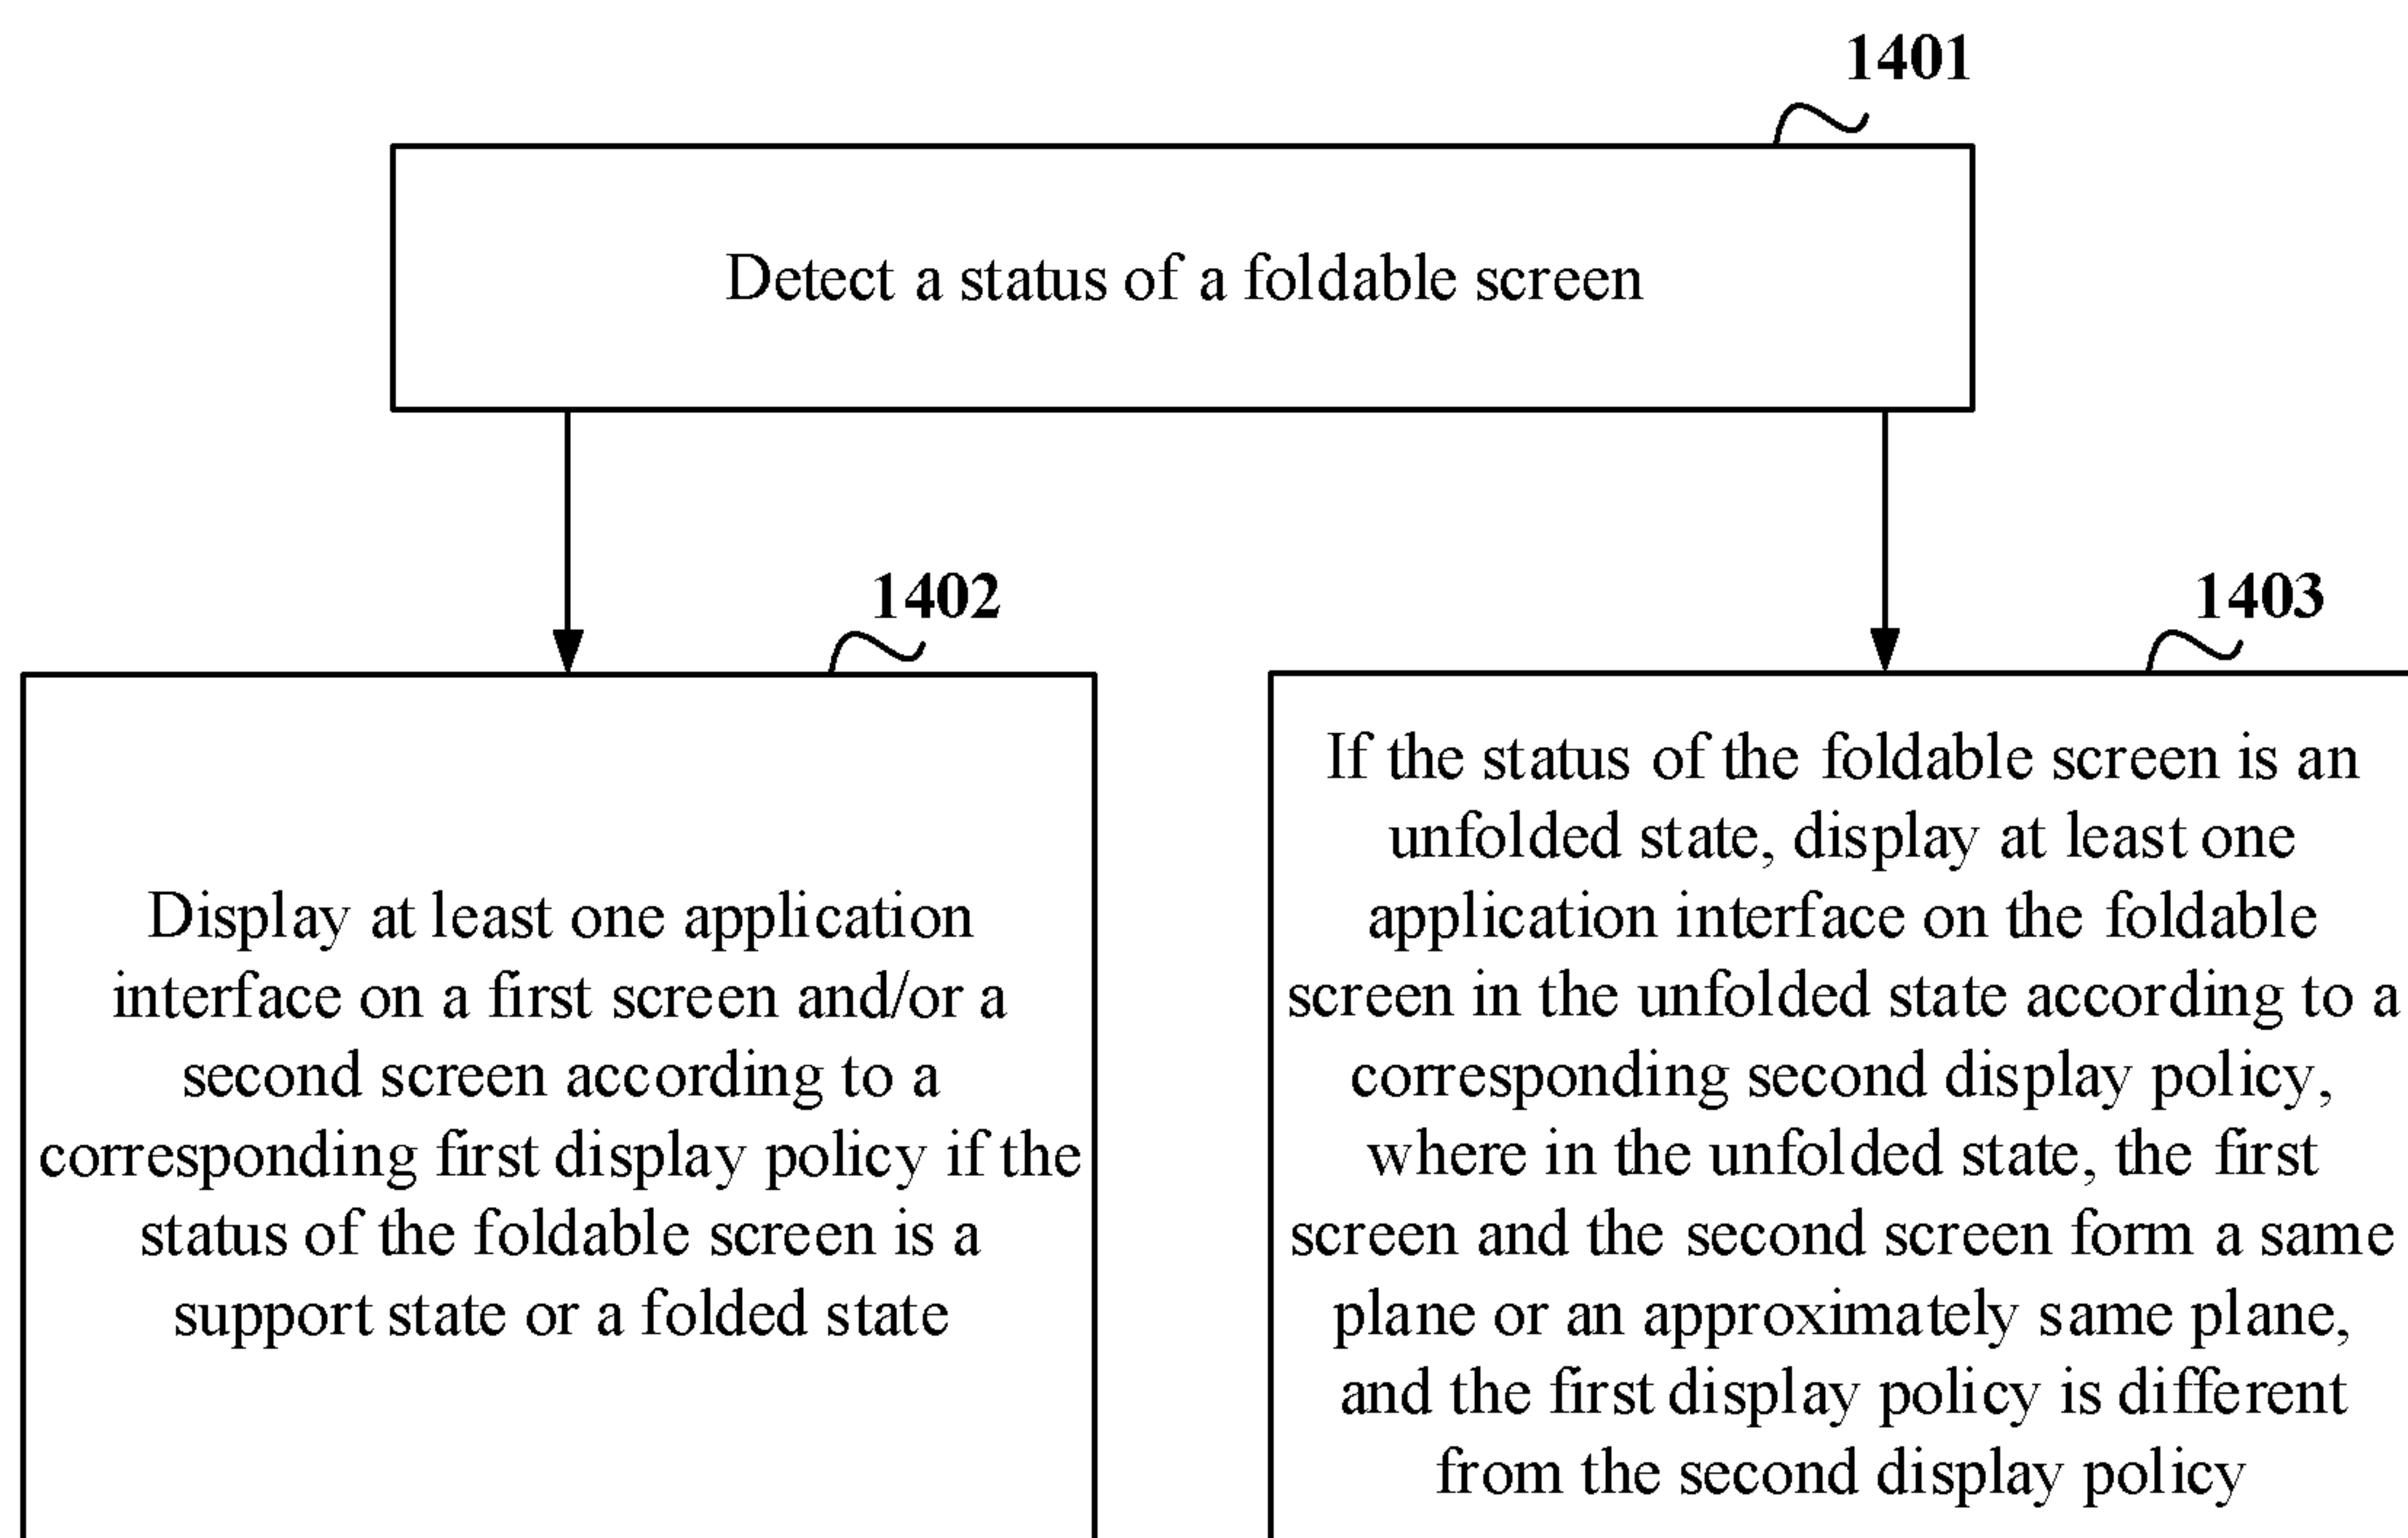 1401
Detect a status of a foldable screen
1402
Display at least one application
interface on a first screen and/or a
second screen according to a
corresponding first display policy if the
status of the foldable screen is a
support state or a folded state
1403
If the status of the foldable screen is an
unfolded state, display at least one
application interface on the foldable
screen in the unfolded state according to a
corresponding second display policy,
where in the unfolded state, the first
screen and the second screen form a same
plane or an approximately same plane,
and the first display policy is different
from the second display policy